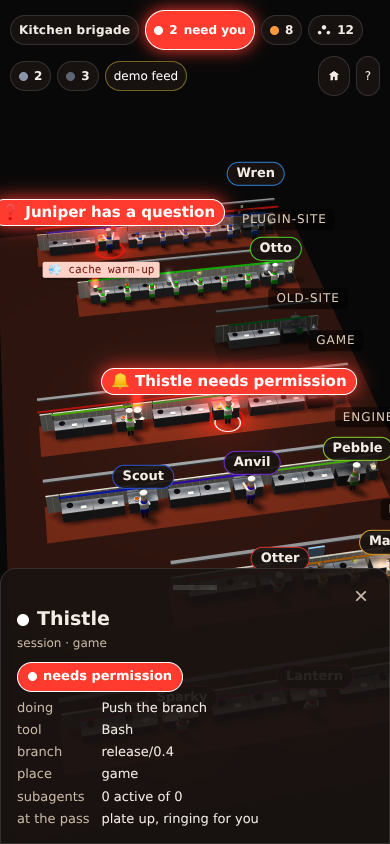 Kitchen brigade
2 need you
8
12
2
3
demo feed
?
Wren
Juniper has a question
PLUGIN-SITE
Otto
cache warm-up
OLD-SITE
GAME
Thistle needs permission
ENGINE
Pebble
Anvil
Scout
Ma
Otter
Thistle
session · game
needs permission
Lantern
Sparky
doing Push the branch
tool Bash
branch release/0.4
place game
subagents 0 active of 0
at the pass plate up, ringing for you